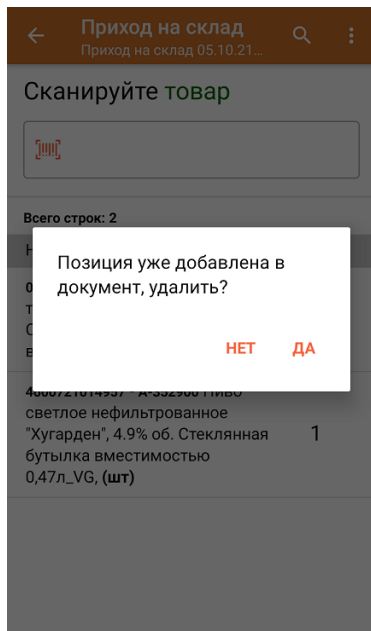 Приход на склад
Приход на склад 05.10.21...
Сканируйте товар
Всего строк: 2
Позиция уже добавлена в
документ, удалить?
НЕТ
ДА
светлое нефильтрованное
"Хугарден", 4.9% об. Стеклянная
1
бутылка вместимостью
0,47л_VG, (шт)